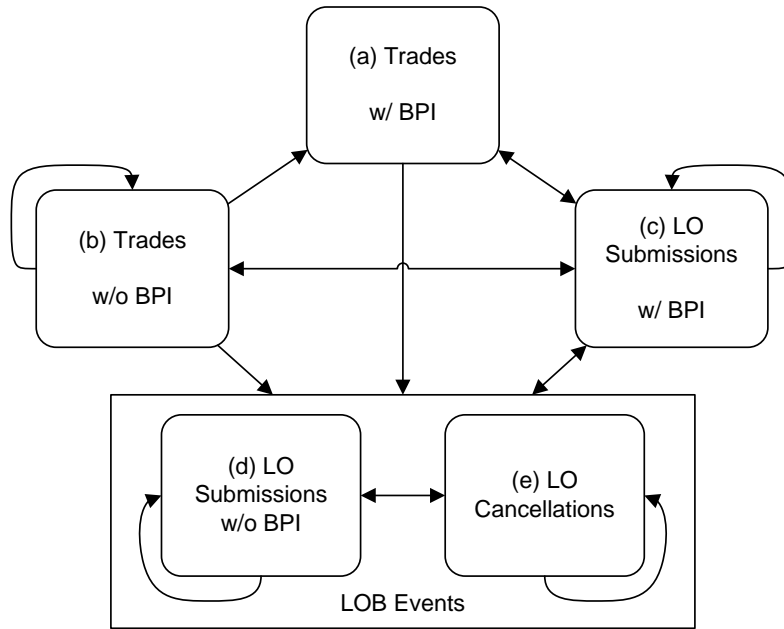 (a) Trades
w/ BPI
(b) Trades
w/o BPI
(c) LO
Submissions
w/ BPI
(d) LO
Submissions
w/o BPI
(e) LO
Cancellations
LOB Events